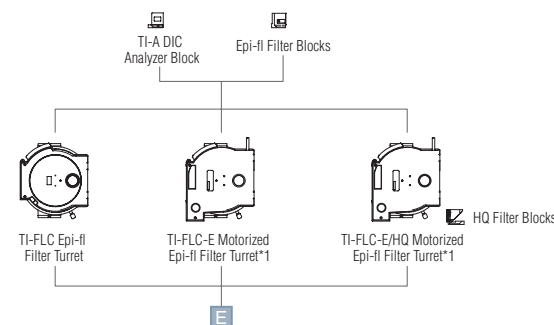 TI-A DIC
Analyzer Block
Epi-fl Filter Blocks
TI-FLC Epi-fl
Filter Turret
TI-FLC-E Motorized
Epi-fl Filter Turret*1
TI-FLC-E/HQ Motorized
Epi-fl Filter Turret*1
HQ Filter Blocks
E